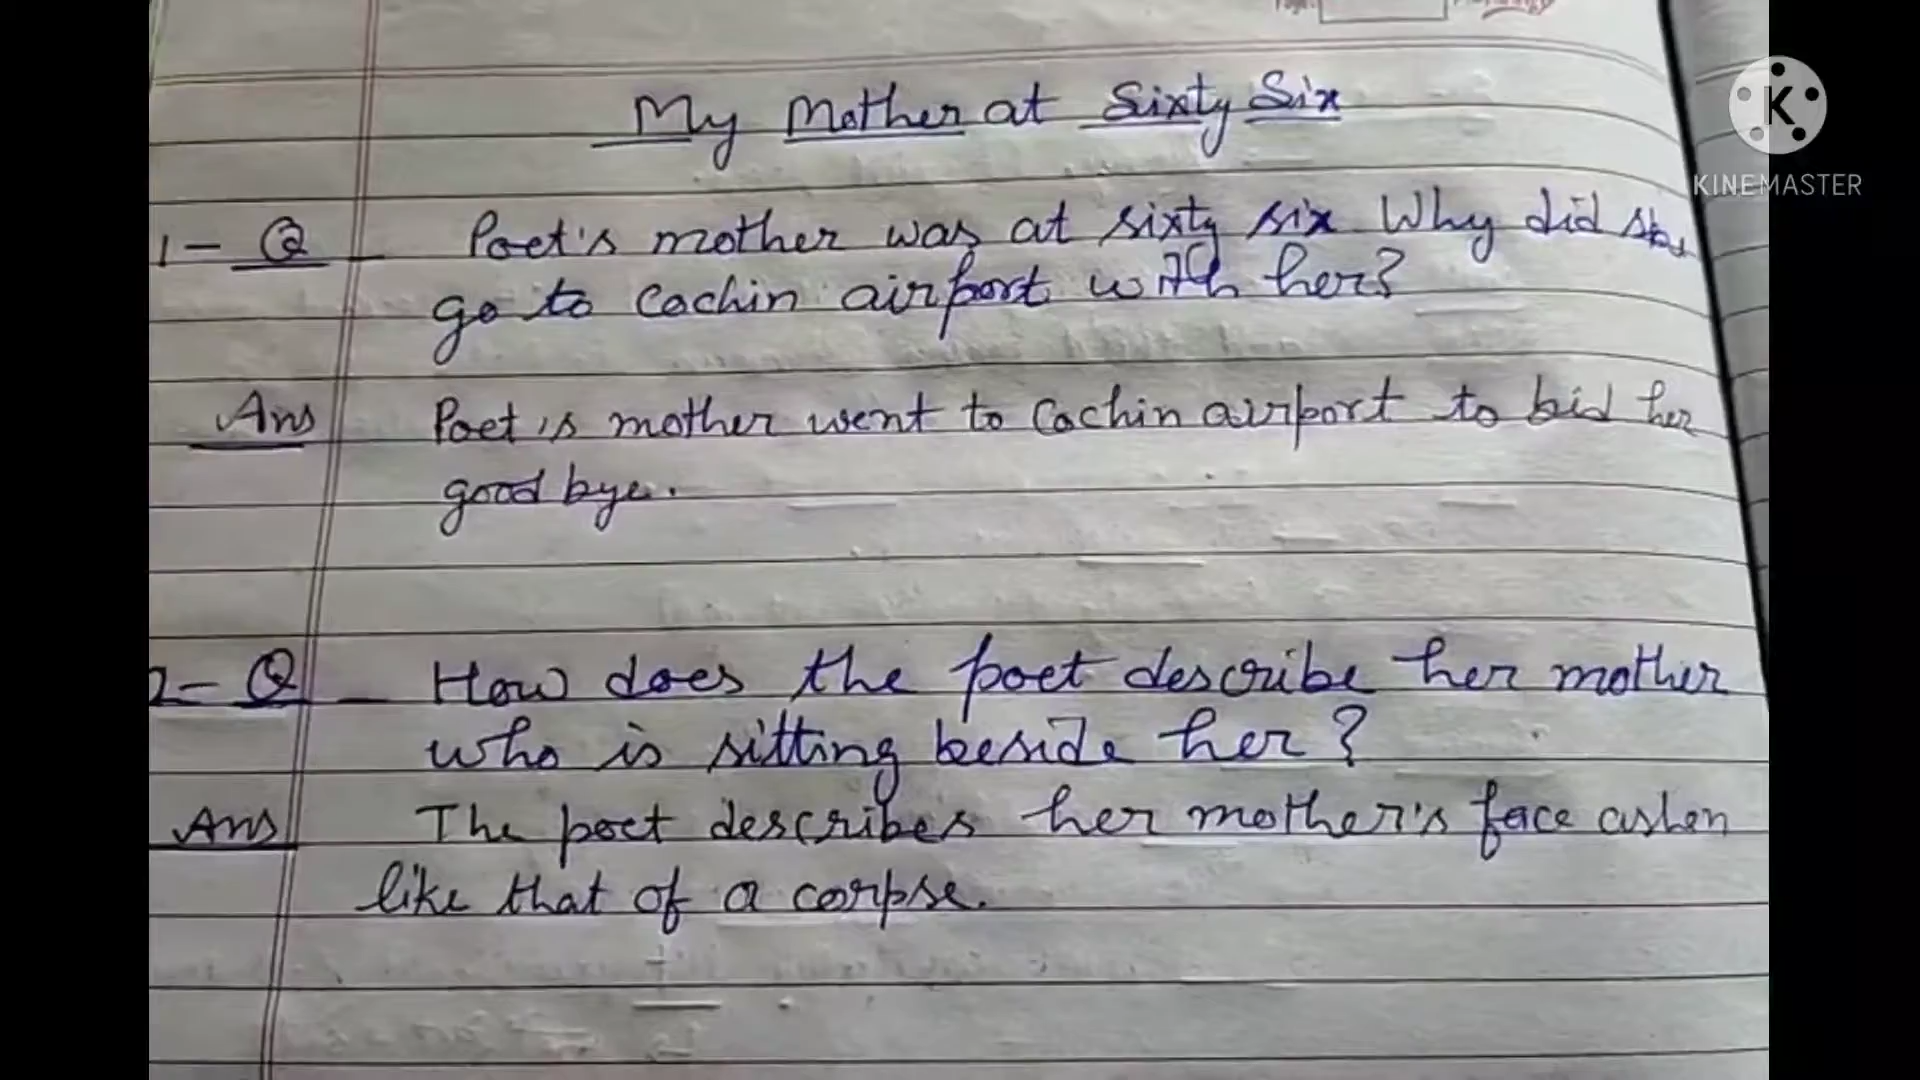 My Mother at Sixty Six
KINEMASTER
1- Q - Poet's mother was at sixty six Why did she
go to Cochin airport with her?
Ans Poet's mother went to Cochin airport to bid her
good bye.
2- Q - How does the poet describe her mother
who is sitting beside her?
Ans The poet describes her mother's face ashen
like that of a corpse.